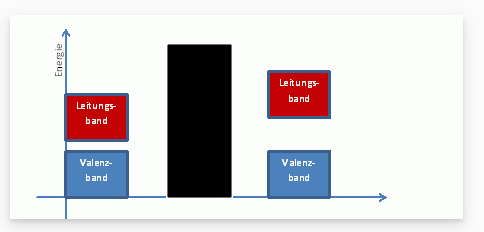 Energie
Leitungs-
band
Valenz-
band
Leitungs-
band
Valenz-
band